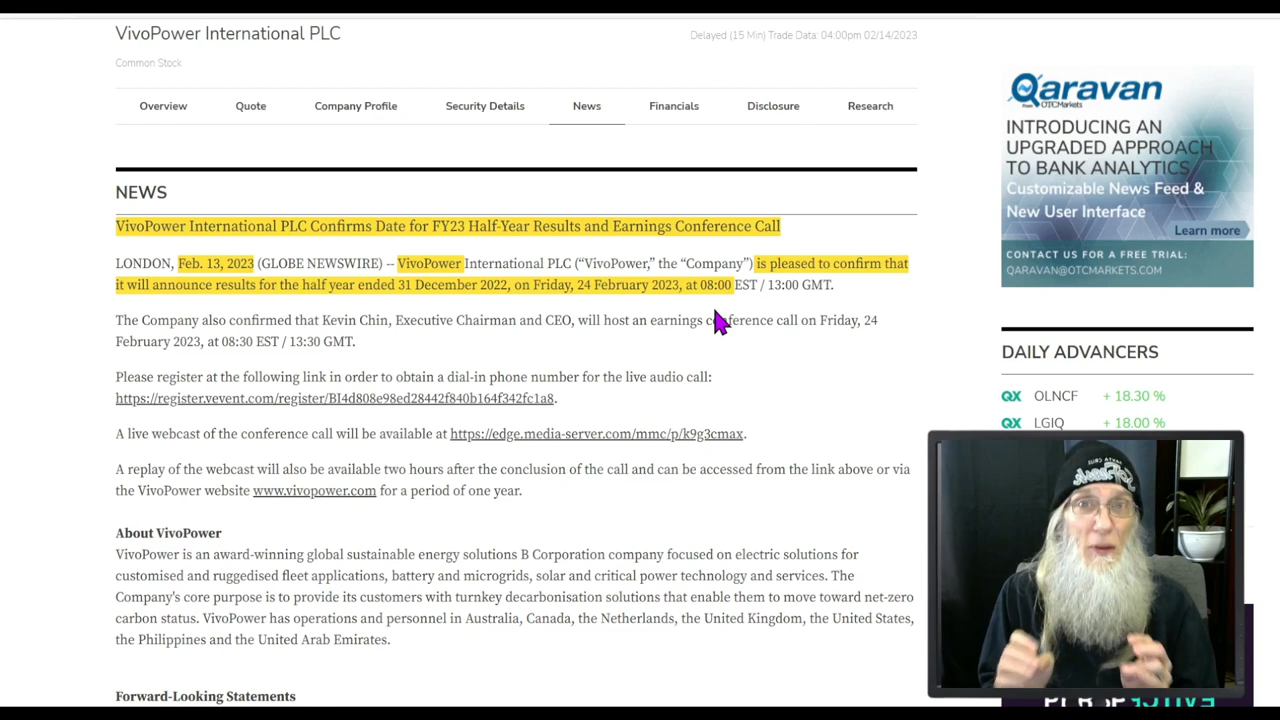 VivoPower International PLC
Delayed (15 Min) Trade Data: 04:00pm 02/14/2023
Common Stock
Overview
Quote
Company Profile
Security Details
News
Financials
Disclosure
Research
NEWS
VivoPower International PLC Confirms Date for FY23 Half-Year Results and Earnings Conference Call
LONDON, Feb. 13, 2023 (GLOBE NEWSWIRE) -- VivoPower International PLC (“VivoPower,” the “Company”) is pleased to confirm that
it will announce results for the half year ended 31 December 2022, on Friday, 24 February 2023, at 08:00 EST / 13:00 GMT.
The Company also confirmed that Kevin Chin, Executive Chairman and CEO, will host an earnings conference call on Friday, 24
February 2023, at 08:30 EST / 13:30 GMT.
Please register at the following link in order to obtain a dial-in phone number for the live audio call:
https://register.vevent.com/register/BI4d808e98ed28442f840b164f342fc1a8.
A live webcast of the conference call will be available at https://edge.media-server.com/mmc/p/k9g3cmax.
A replay of the webcast will also be available two hours after the conclusion of the call and can be accessed from the link above or via
the VivoPower website www.vivopower.com for a period of one year.
About VivoPower
VivoPower is an award-winning global sustainable energy solutions B Corporation company focused on electric solutions for
customised and ruggedised fleet applications, battery and microgrids, solar and critical power technology and services. The
Company’s core purpose is to provide its customers with turnkey decarbonisation solutions that enable them to move toward net-zero
carbon status. VivoPower has operations and personnel in Australia, Canada, the Netherlands, the United Kingdom, the United States,
the Philippines and the United Arab Emirates.
Forward-Looking Statements
Qaravan
OTCMarkets
INTRODUCING AN
UPGRADED APPROACH
TO BANK ANALYTICS
Customizable News Feed &
New User Interface
Learn more
CONTACT US FOR A FREE TRIAL:
QARAVAN@OTCMARKETS.COM
DAILY ADVANCERS
QX OLNCF + 18.30 %
QX LGIQ + 18.00 %